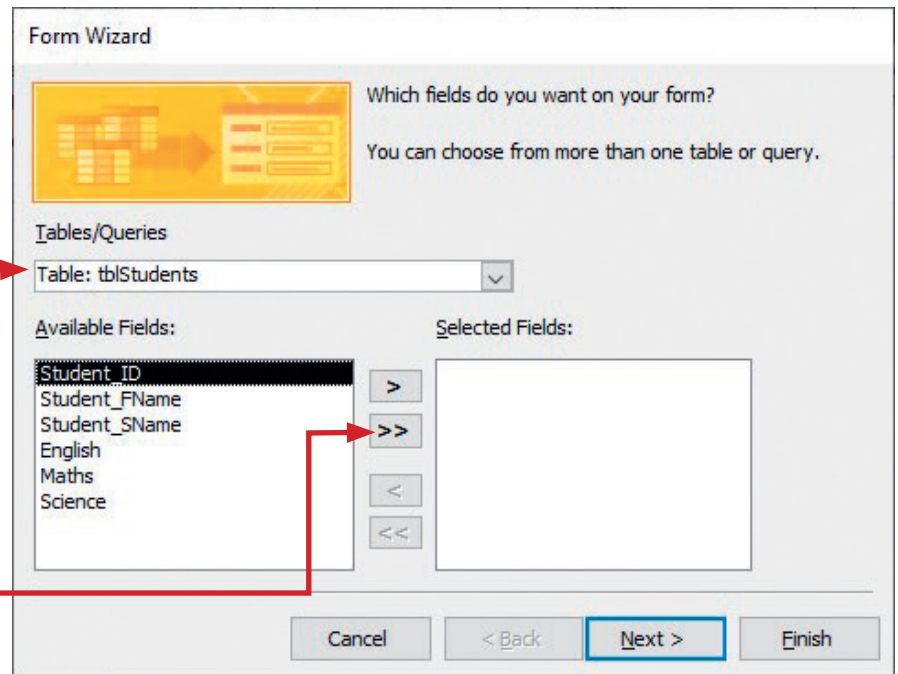 Form Wizard
Which fields do you want on your form?
You can choose from more than one table or query.
Tables/Queries
Table: tblStudents
Available Fields:
Selected Fields:
Student_ID
Student_FName
Student_SName
English
Maths
Science
>
>>
<
<<
Cancel
< Back
Next >
Finish